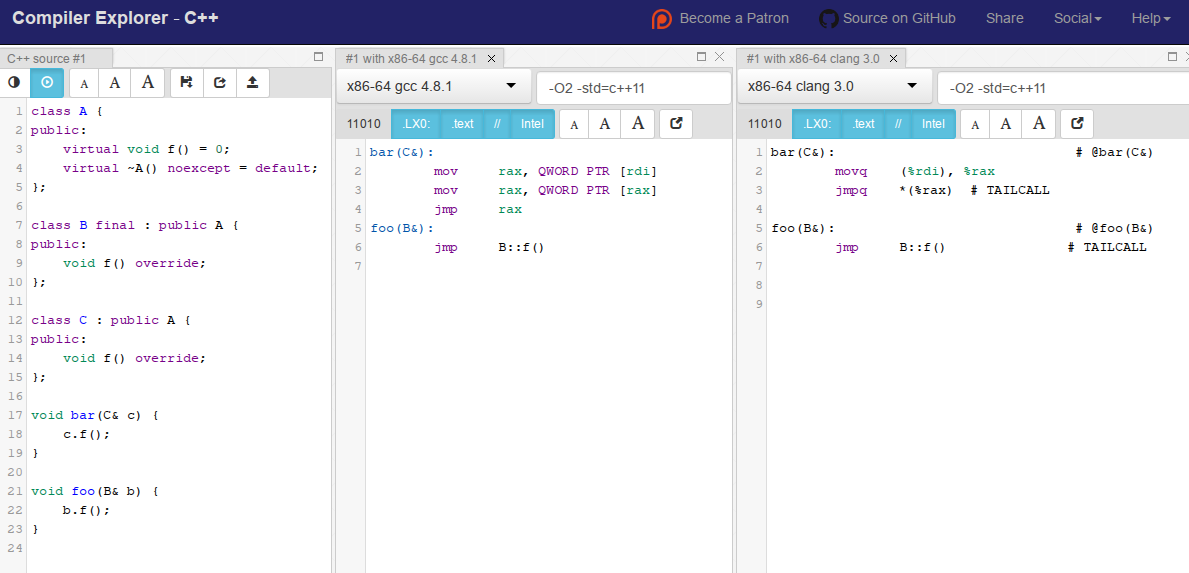 Compiler Explorer - C++
Become a Patron
Source on GitHub
Share
Social
Help
C++ source #1
A A A
1 class A {
2 public:
3     virtual void f() = 0;
4     virtual ~A() noexcept = default;
5 };
6
7 class B final : public A {
8 public:
9     void f() override;
10 };
11
12 class C : public A {
13 public:
14     void f() override;
15 };
16
17 void bar(C& c) {
18     c.f();
19 }
20
21 void foo(B& b) {
22     b.f();
23 }
24
#1 with x86-64 gcc 4.8.1
x86-64 gcc 4.8.1
-O2 -std=c++11
11010 .LX0: .text // Intel A A A
1 bar(C&):
2         mov     rax, QWORD PTR [rdi]
3         mov     rax, QWORD PTR [rax]
4         jmp     rax
5 foo(B&):
6         jmp     B::f()
7
#1 with x86-64 clang 3.0
x86-64 clang 3.0
-O2 -std=c++11
11010 .LX0: .text // Intel A A A
1 bar(C&):                                # @bar(C&)
2         movq    (%rdi), %rax
3         jmpq    *(%rax)  # TAILCALL
4
5 foo(B&):                                # @foo(B&)
6         jmp     B::f()                  # TAILCALL
7
8
9